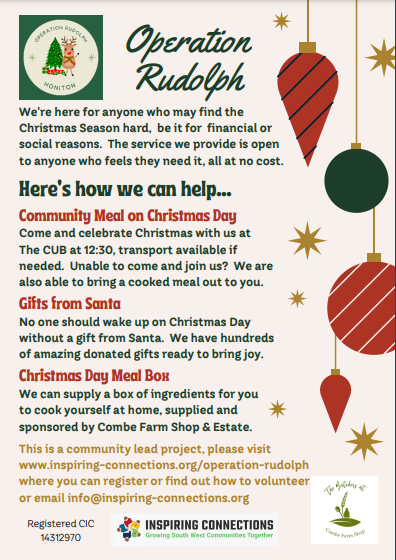 OPERATION RUDOLPH
HONITON
Operation
Rudolph
We're here for anyone who may find the
Christmas Season hard, be it for financial or
social reasons. The service we provide is open
to anyone who feels they need it, all at no cost.
Here's how we can help...
Community Meal on Christmas Day
Come and celebrate Christmas with us at
The CUB at 12:30, transport available if
needed. Unable to come and join us? We are
also able to bring a cooked meal out to you.
Gifts from Santa
No one should wake up on Christmas Day
without a gift from Santa. We have hundreds
of amazing donated gifts ready to bring joy.
Christmas Day Meal Box
We can supply a box of ingredients for you
to cook yourself at home, supplied and
sponsored by Combe Farm Shop & Estate.
This is a community lead project, please visit
www.inspiring-connections.org/operation-rudolph
where you can register or find out how to volunteer
or email info@inspiring-connections.org
The Butchers at
Combe Farm Shop
Registered CIC
14312970
INSPIRING CONNECTIONS
Growing South West Communities Together